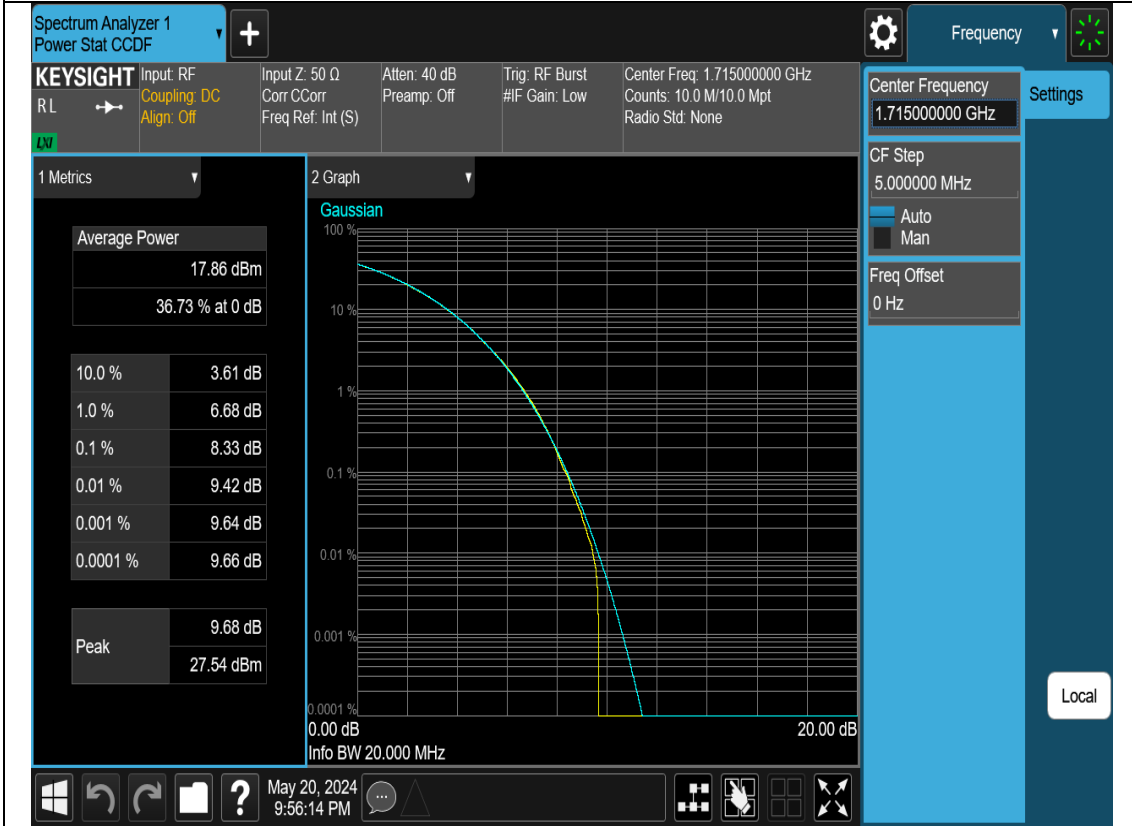 Spectrum Analyzer 1
Power Stat CCDF
+
Frequency
KEYSIGHT
RL
LXI
Input: RF
Coupling: DC
Align: Off
Input Z: 50 Ω
Corr CCorr
Freq Ref: Int (S)
Atten: 40 dB
Preamp: Off
Trig: RF Burst
#IF Gain: Low
Center Freq: 1.715000000 GHz
Counts: 10.0 M/10.0 Mpt
Radio Std: None
Center Frequency
1.715000000 GHz
Settings
CF Step
5.000000 MHz
Auto
Man
Freq Offset
0 Hz
1 Metrics
Average Power
17.86 dBm
36.73 % at 0 dB
10.0 % 3.61 dB
1.0 % 6.68 dB
0.1 % 8.33 dB
0.01 % 9.42 dB
0.001 % 9.64 dB
0.0001 % 9.66 dB
Peak 9.68 dB
27.54 dBm
2 Graph
Gaussian
100 %
10 %
1 %
0.1 %
0.01 %
0.001 %
0.0001 %
0.00 dB 20.00 dB
Info BW 20.000 MHz
Local
?
May 20, 2024
9:56:14 PM